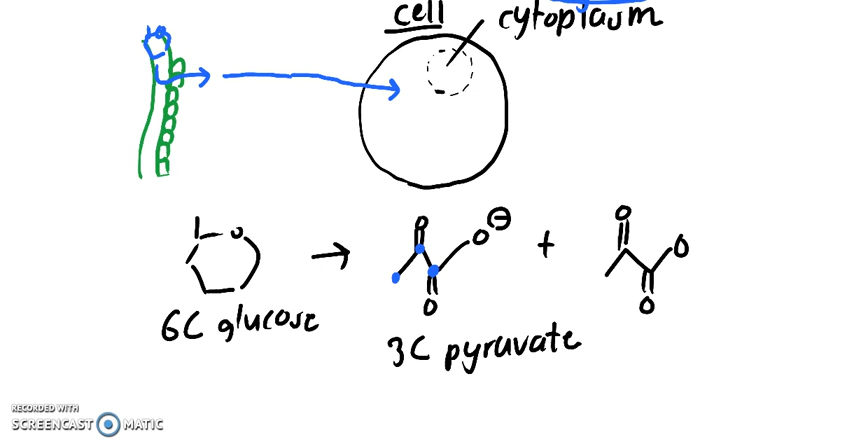 cell
cytoplasm
O
O
O ⊖
+
O
O
O
O
6C glucose
3C pyruvate
RECORDED WITH
SCREENCAST MATIC